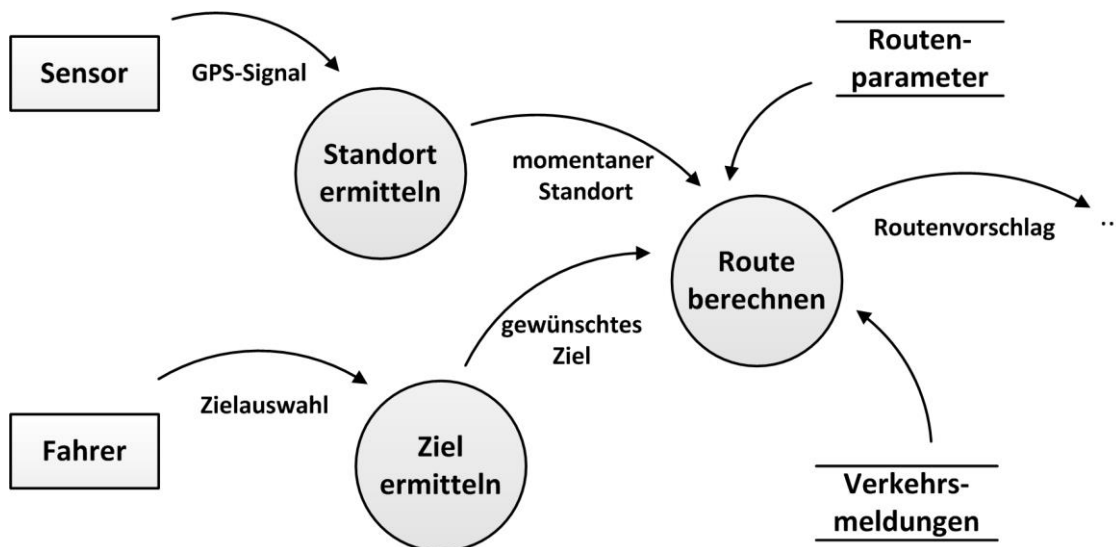 Sensor
GPS-Signal
Standort
ermitteln
momentaner
Standort
Routen-
parameter
Route
berechnen
Routenvorschlag
..
gewünschtes
Ziel
Fahrer
Zielauswahl
Ziel
ermitteln
Verkehrs-
meldungen